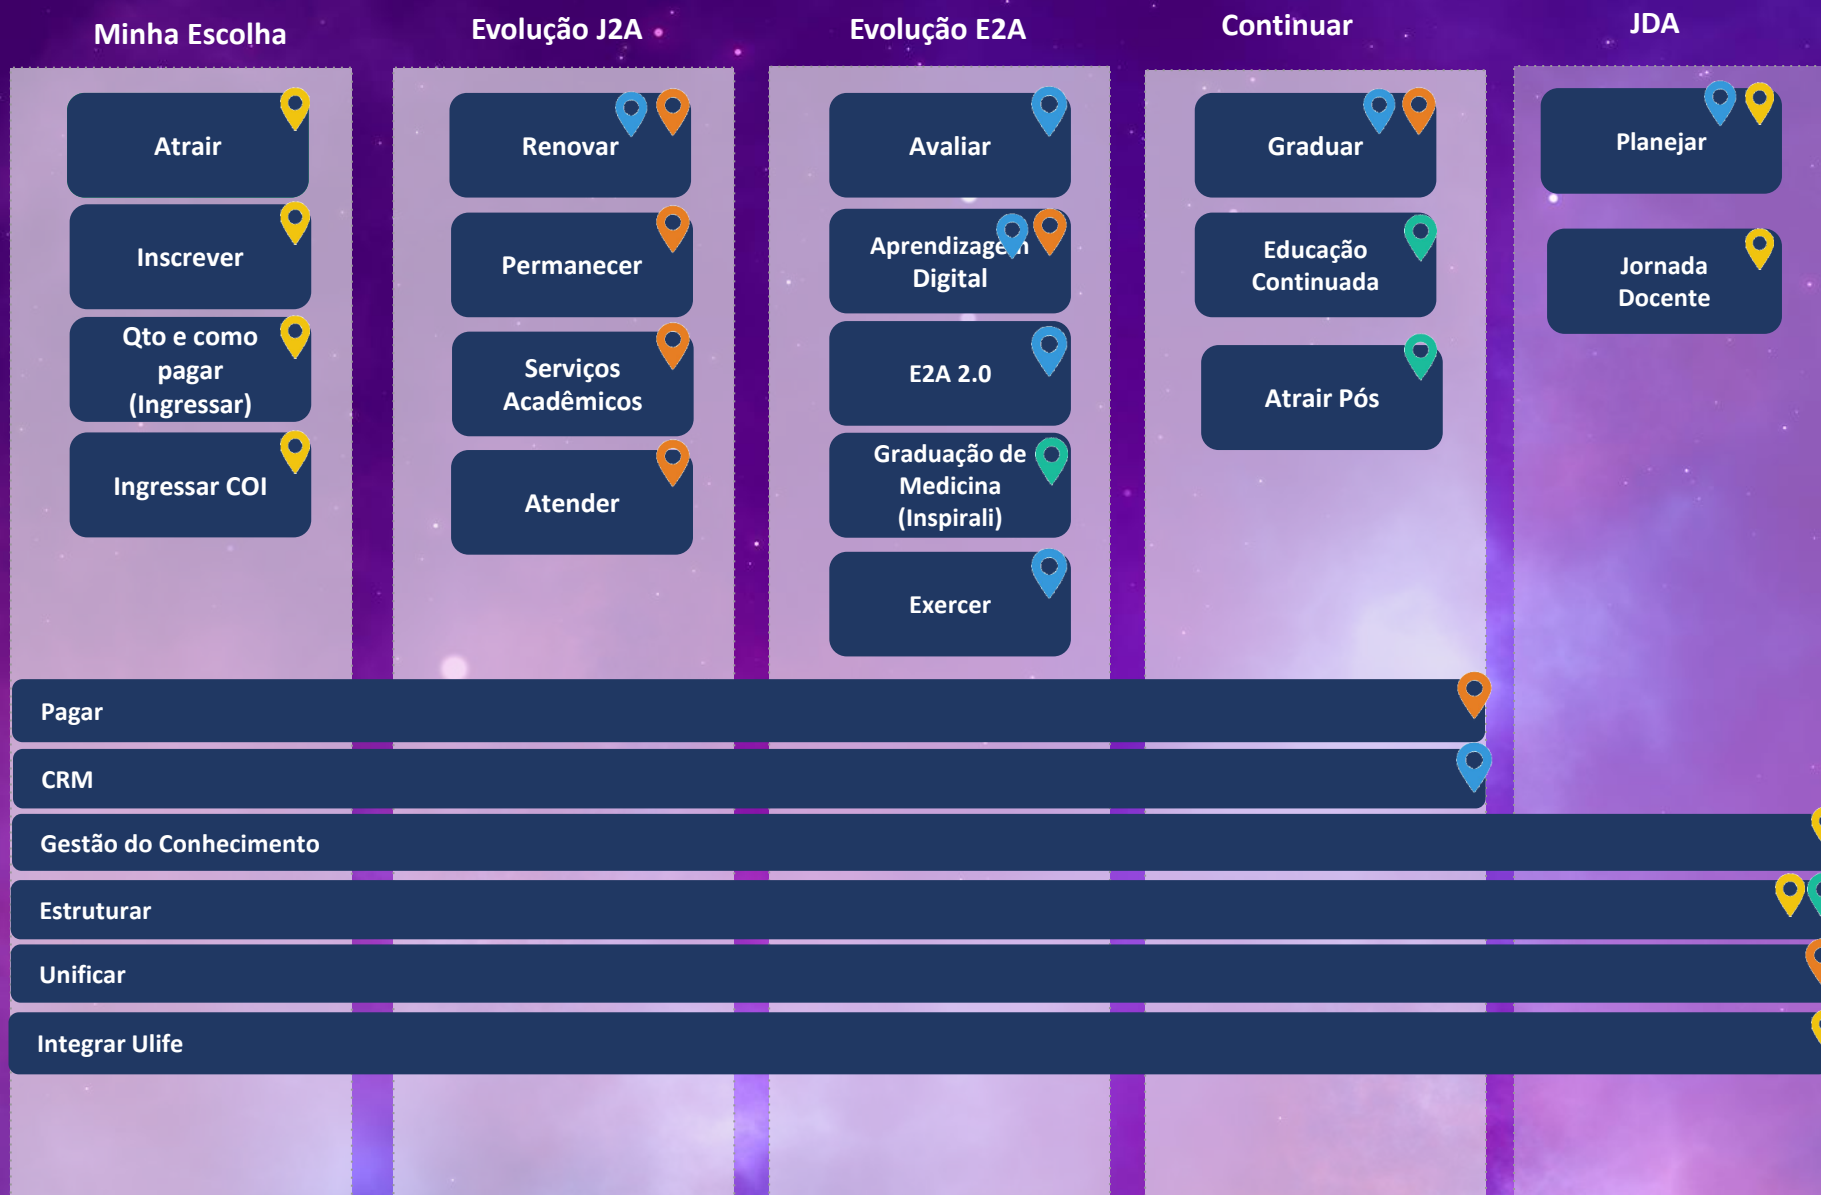 Minha Escolha
Evolução J2A
Evolução E2A
Continuar
JDA
Atrair
Inscrever
Qto e como
pagar
(Ingressar)
Ingressar COI
Renovar
Permanecer
Serviços
Acadêmicos
Atender
Avaliar
Aprendizagem
Digital
E2A 2.0
Graduação de
Medicina
(Inspirali)
Exercer
Graduar
Educação
Continuada
Atrair Pós
Planejar
Jornada
Docente
Pagar
CRM
Gestão do Conhecimento
Estruturar
Unificar
Integrar Ulife